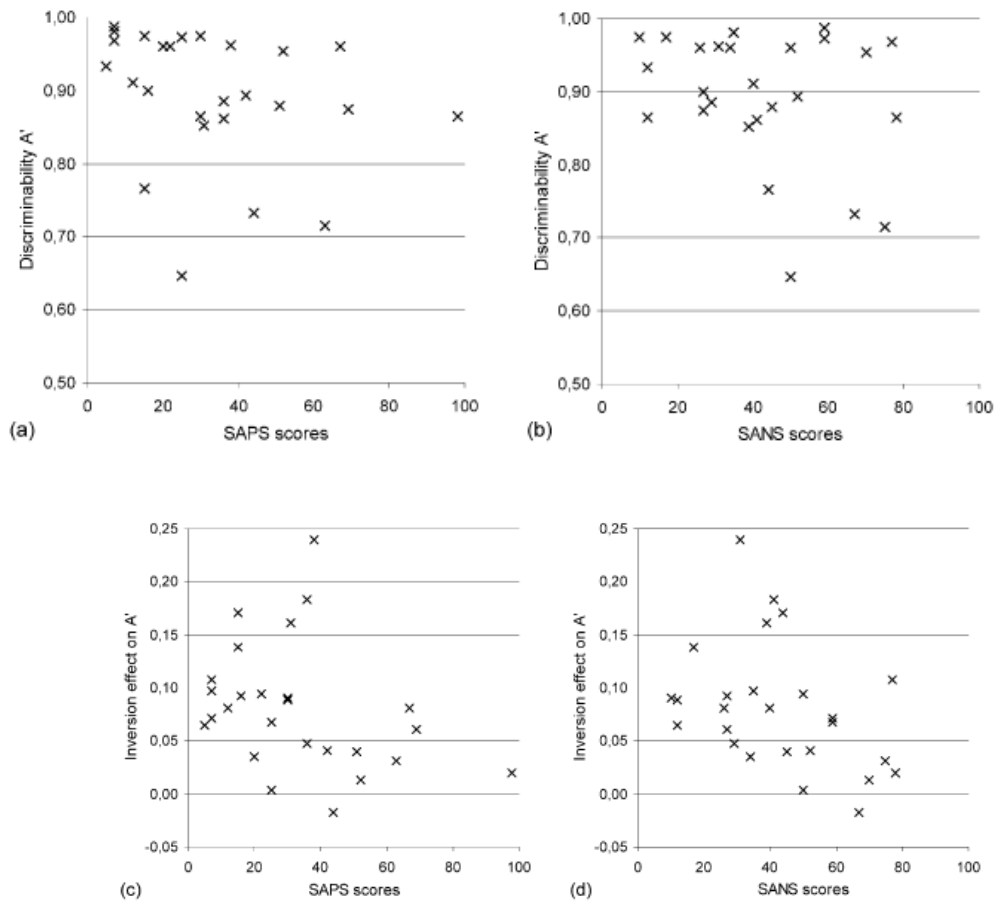 1,00
0,90
0,80
0,70
0,60
0,50
Discriminability A'
0 20 40 60 80 100
SAPS scores
(a)
1,00
0,90
0,80
0,70
0,60
0,50
Discriminability A'
0 20 40 60 80 100
SANS scores
(b)
0,25
0,20
0,15
0,10
0,05
0,00
-0,05
Inversion effect on A'
0 20 40 60 80 100
SAPS scores
(c)
0,25
0,20
0,15
0,10
0,05
0,00
-0,05
Inversion effect on A'
0 20 40 60 80 100
SANS scores
(d)